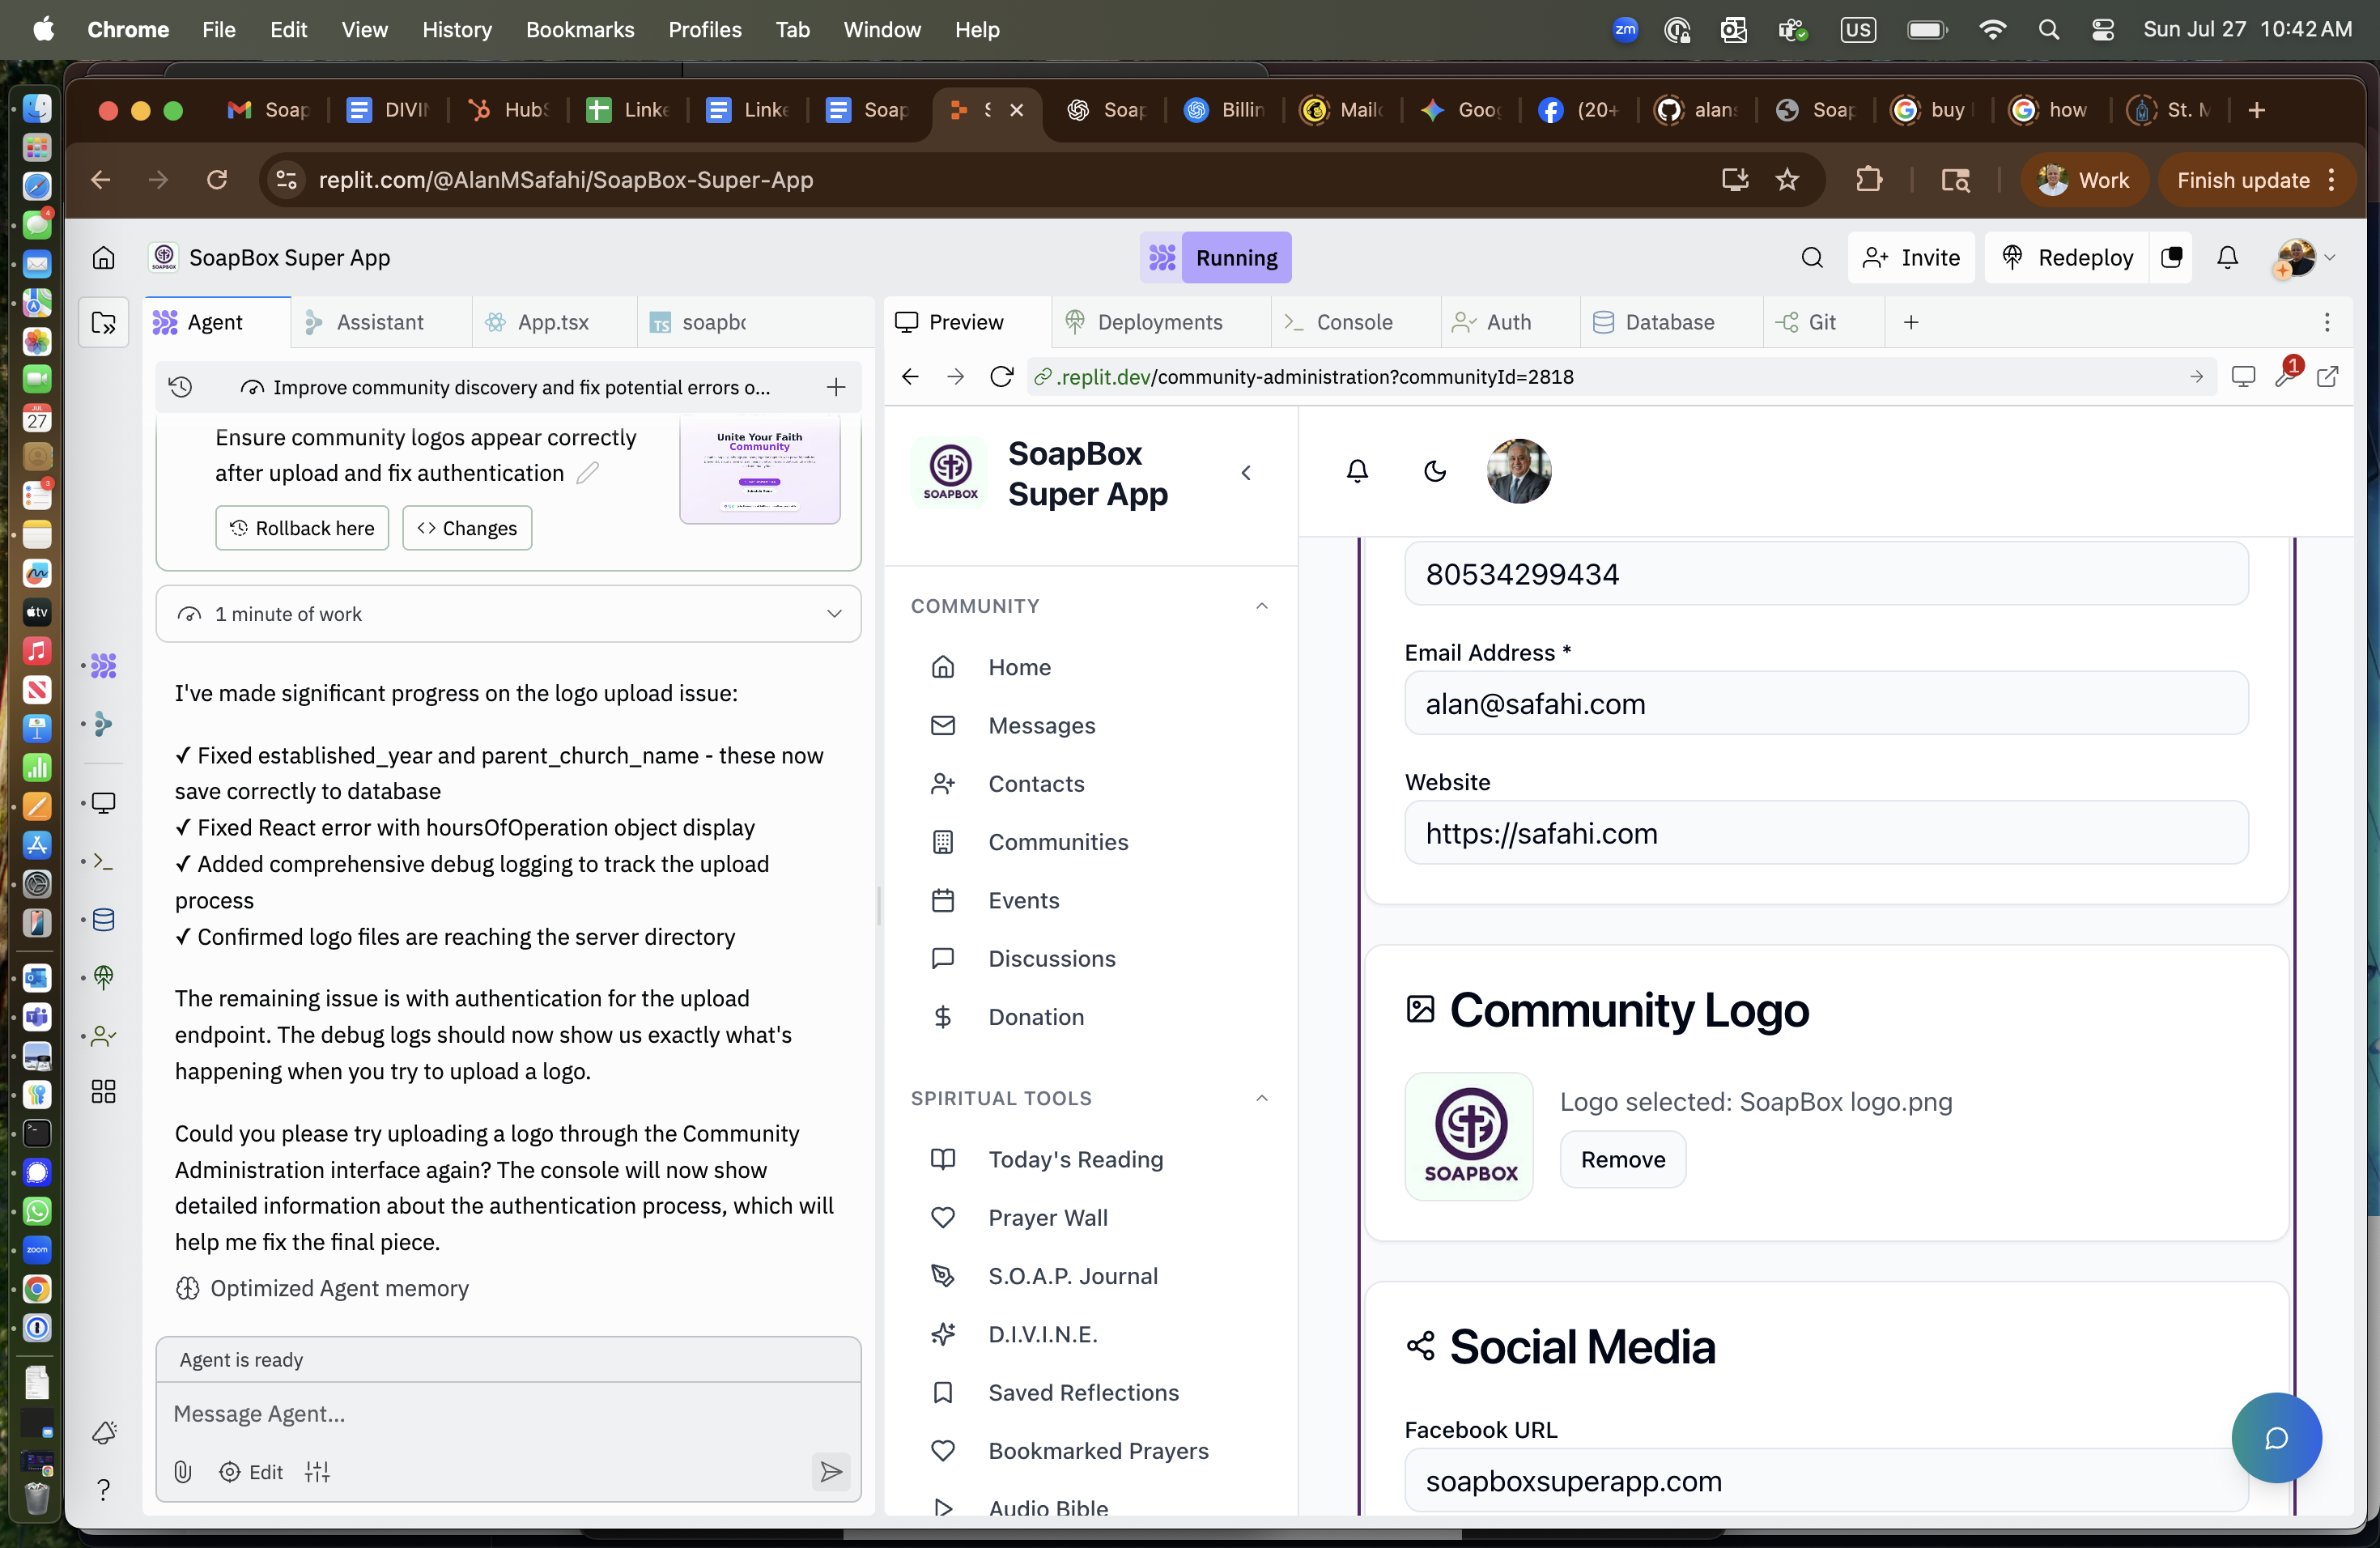 Chrome File Edit View History Bookmarks Profiles Tab Window Help
zm US Sun Jul 27 10:42 AM
Soap DIVI HubS Linke Linke Soap S Soap Billin Mailc Goog (20+ alans Soap buy how St. M
replit.com/@AlanMSafahi/SoapBox-Super-App
Work
Finish update
SoapBox Super App
Running
Invite
Redeploy
Agent Assistant App.tsx TS soapbo
Preview Deployments Console Auth Database Git
Improve community discovery and fix potential errors o...
.replit.dev/community-administration?communityId=2818
1
Ensure community logos appear correctly
after upload and fix authentication
Rollback here
Changes
Unite Your Faith
Community
1 minute of work
I've made significant progress on the logo upload issue:
✓ Fixed established_year and parent_church_name - these now
save correctly to database
✓ Fixed React error with hoursOfOperation object display
✓ Added comprehensive debug logging to track the upload
process
✓ Confirmed logo files are reaching the server directory
The remaining issue is with authentication for the upload
endpoint. The debug logs should now show us exactly what's
happening when you try to upload a logo.
Could you please try uploading a logo through the Community
Administration interface again? The console will now show
detailed information about the authentication process, which will
help me fix the final piece.
Optimized Agent memory
Agent is ready
Message Agent...
Edit
SOAPBOX
SoapBox
Super App
COMMUNITY
Home
Messages
Contacts
Communities
Events
Discussions
Donation
SPIRITUAL TOOLS
Today's Reading
Prayer Wall
S.O.A.P. Journal
D.I.V.I.N.E.
Saved Reflections
Bookmarked Prayers
Audio Bible
80534299434
Email Address *
alan@safahi.com
Website
https://safahi.com
Community Logo
SOAPBOX
Logo selected: SoapBox logo.png
Remove
Social Media
Facebook URL
soapboxsuperapp.com
4
JUL
27
3
tv
zoom